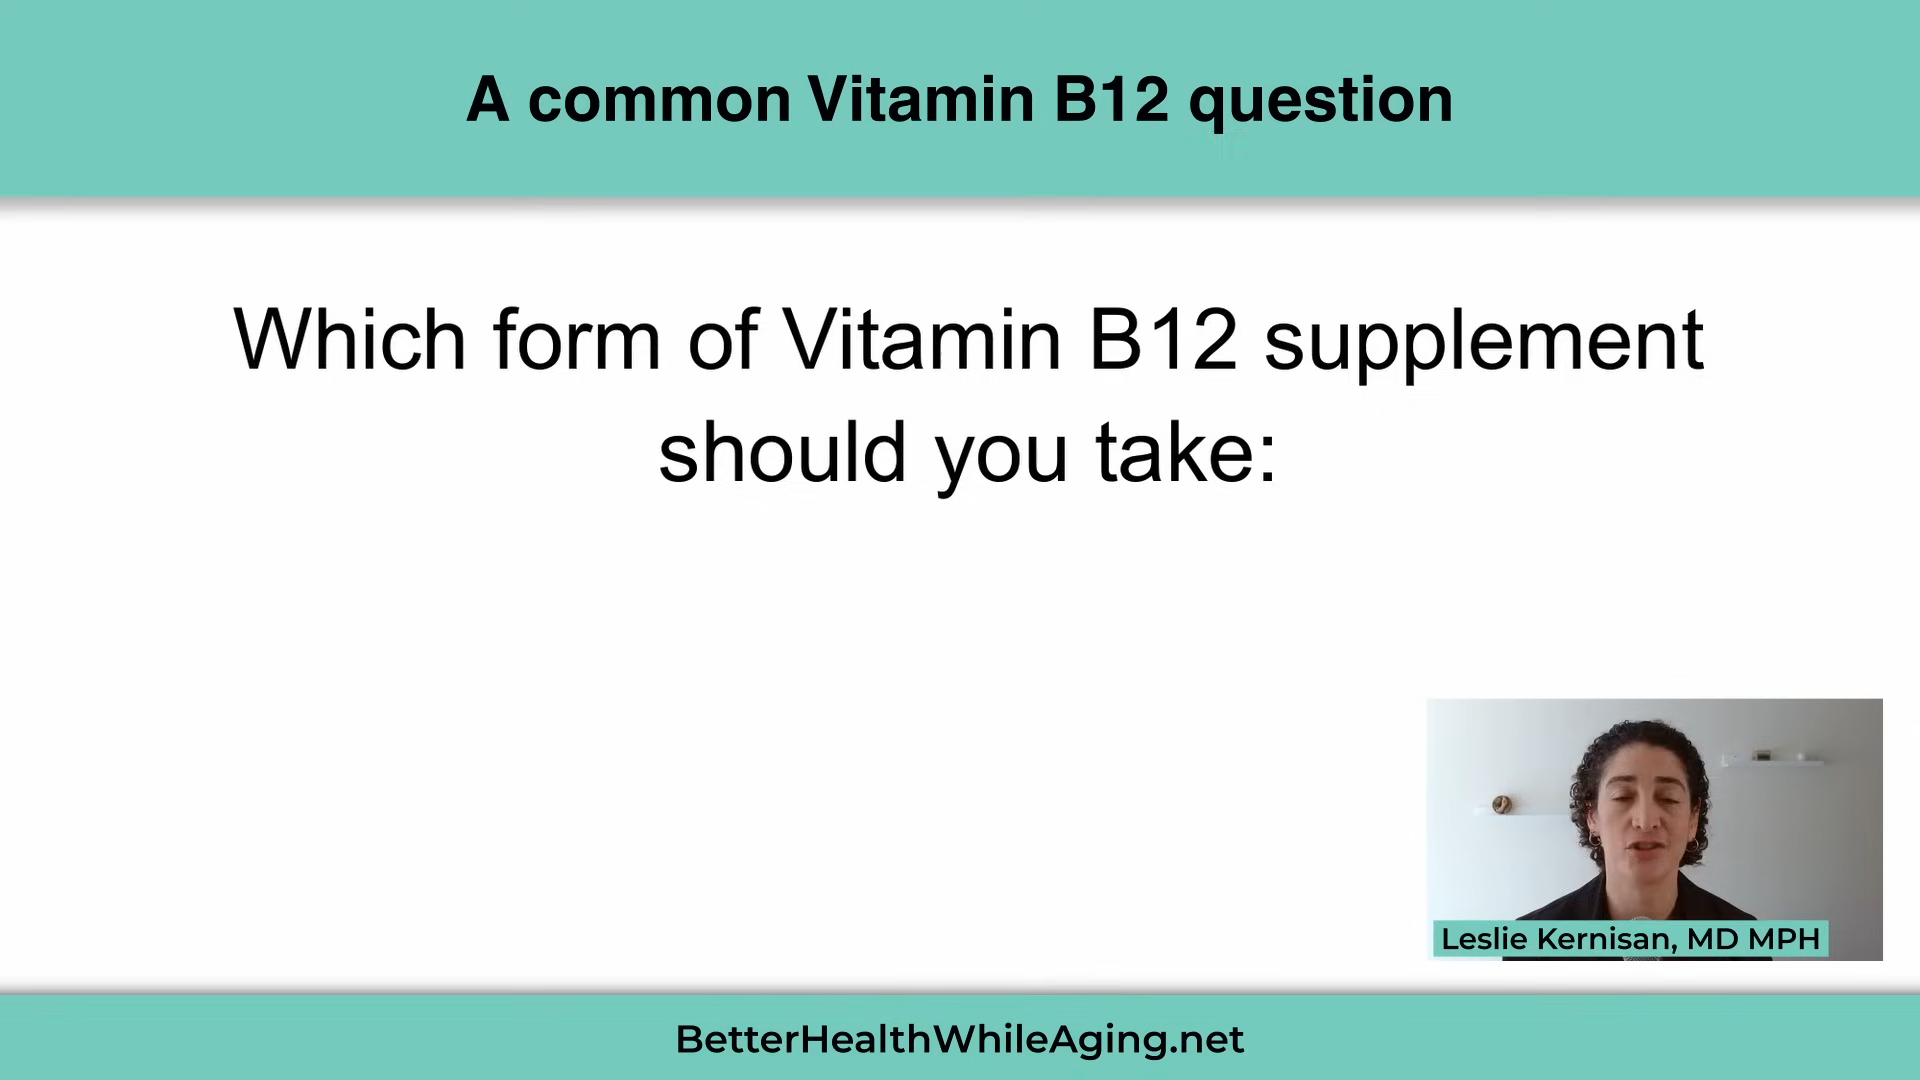 A common Vitamin B12 question
Which form of Vitamin B12 supplement
should you take:
Leslie Kernisan, MD MPH
BetterHealthWhileAging.net